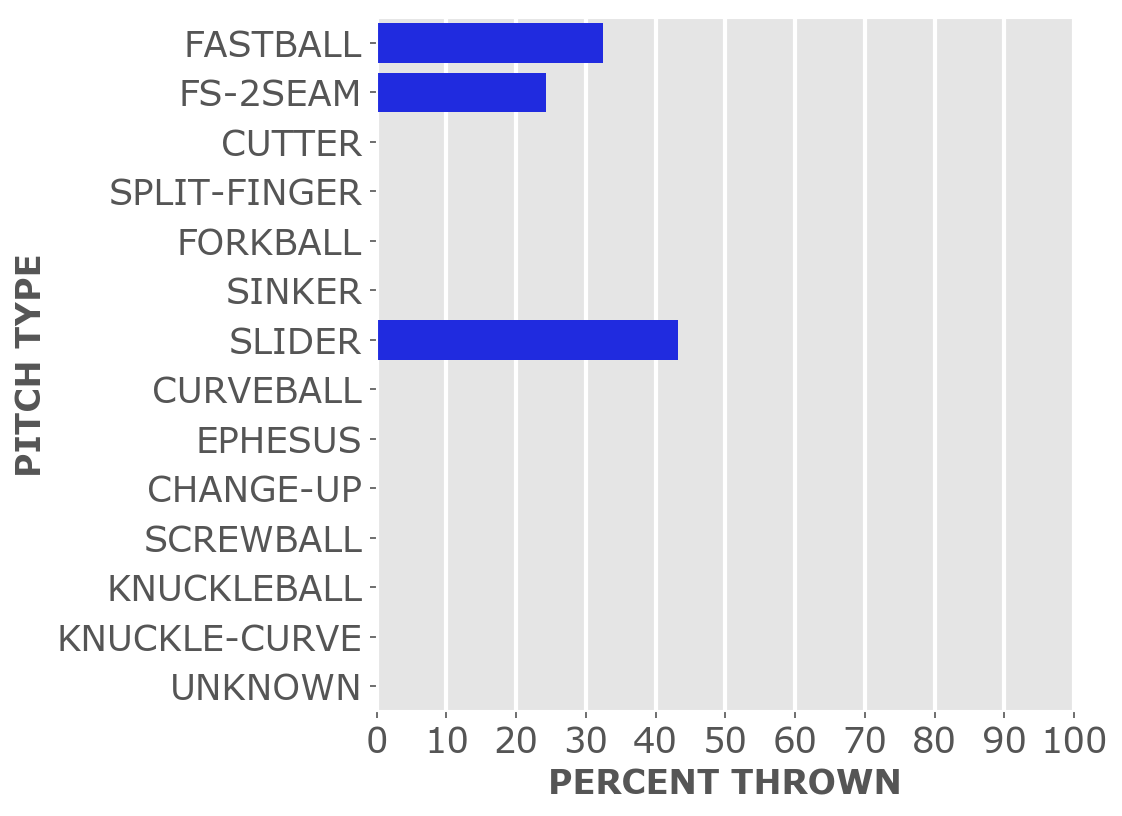 FASTBALL
FS-2SEAM
CUTTER
SPLIT-FINGER
FORKBALL
SINKER
SLIDER
CURVEBALL
EPHESUS
CHANGE-UP
SCREWBALL
KNUCKLEBALL
KNUCKLE-CURVE
UNKNOWN
PITCH TYPE
0 10 20 30 40 50 60 70 80 90 100
PERCENT THROWN